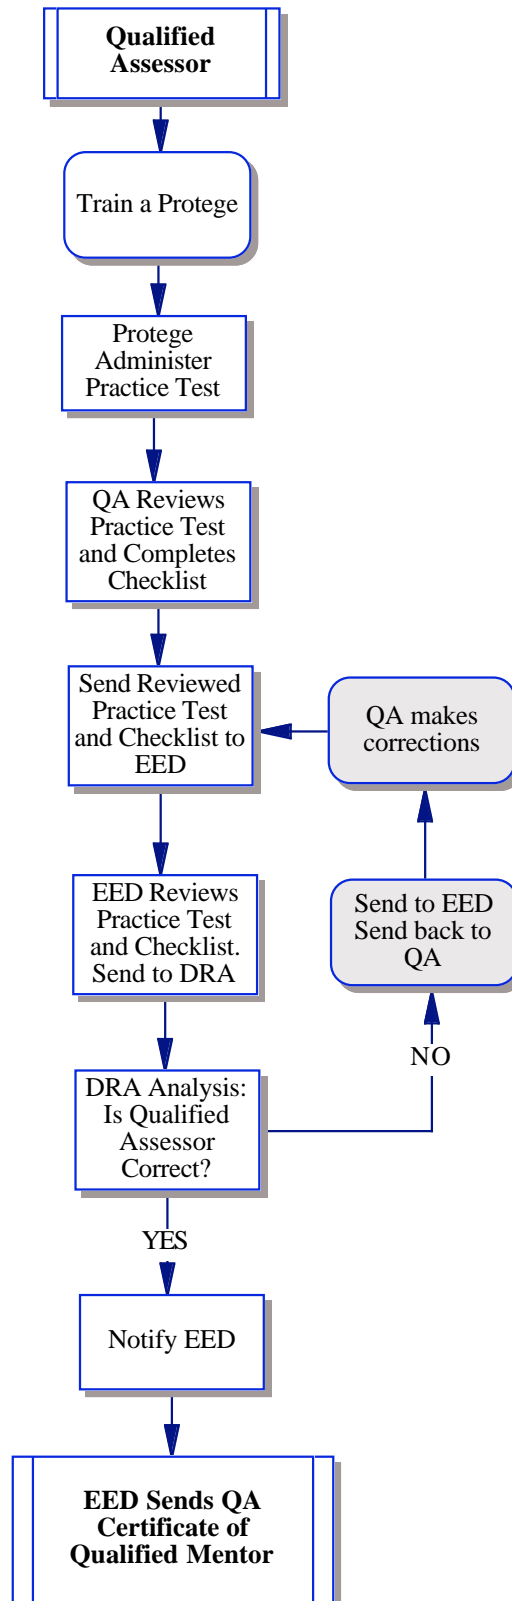 Qualified
Assessor
Train a Protege
Protege
Administer
Practice Test
QA Reviews
Practice Test
and Completes
Checklist
Send Reviewed
Practice Test
and Checklist to
EED
QA makes
corrections
EED Reviews
Practice Test
and Checklist.
Send to DRA
Send to EED
Send back to
QA
NO
DRA Analysis:
Is Qualified
Assessor
Correct?
YES
Notify EED
EED Sends QA
Certificate of
Qualified Mentor